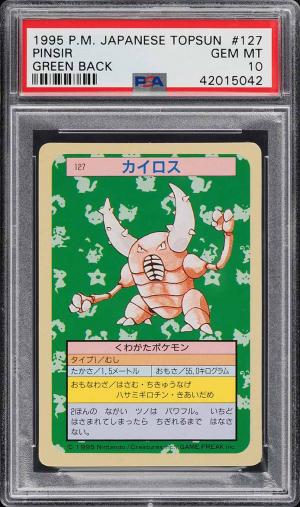 1995 P.M. JAPANESE TOPSUN #127
PINSIR GEM MT
GREEN BACK 10
PSA 42015042
127 カイロス
くわがたポケモン
タイプ1/むし
たかさ/1.5メートル おもさ/55.0キログラム
おもなわざ/はさむ・ちきゅうなげ
ハサミギロチン・きあいだめ
2ほんの ながい ツノは パワフル。 いちど
はさまれてしまったら ちぎれるまで はなさ
ない。
© 1995 Nintendo / Creatures inc. / GAME FREAK inc.